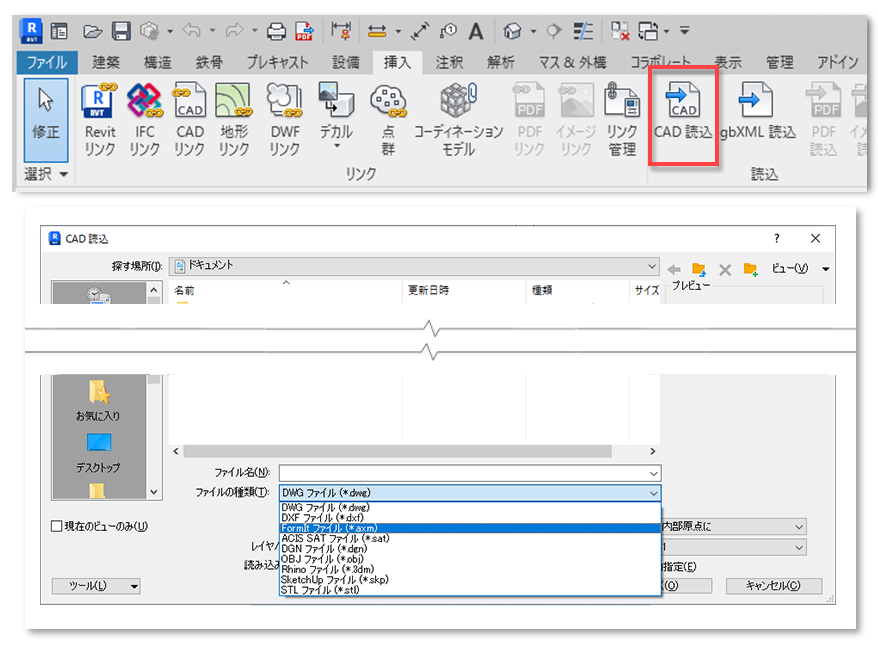 R
RVT
PDF
A
ファイル 建築 構造 鉄骨 プレキャスト 設備 挿入 注釈 解析 マス & 外構 コラボレート 表示 管理 アドイン
修正
選択
Revit リンク
IFC リンク
CAD リンク
地形 リンク
DWF リンク
デカル
点群
コーディネーション モデル
PDF リンク
イメージ リンク
リンク 管理
リンク
CAD 読込
gbXML 読込
PDF 読込
読込
CAD 読込
探す場所(I): ドキュメント ビュー(V)
名前 更新日時 種類 サイズ プレビュー
お気に入り
デスクトップ
ファイル名(N):
ファイルの種類(T): DWG ファイル (*.dwg)
DWG ファイル (*.dwg)
DXF ファイル (*.dxf)
FormIt ファイル (*.axm)
ACIS SAT ファイル (*.sat)
DGN ファイル (*.dgn)
OBJ ファイル (*.obj)
Rhino ファイル (*.3dm)
SketchUp ファイル (*.skp)
STL ファイル (*.stl)
現在のビューのみ(U)
内部原点に
レイヤ
読み込み
指定(E)
ツール(L)
(O)
キャンセル(C)